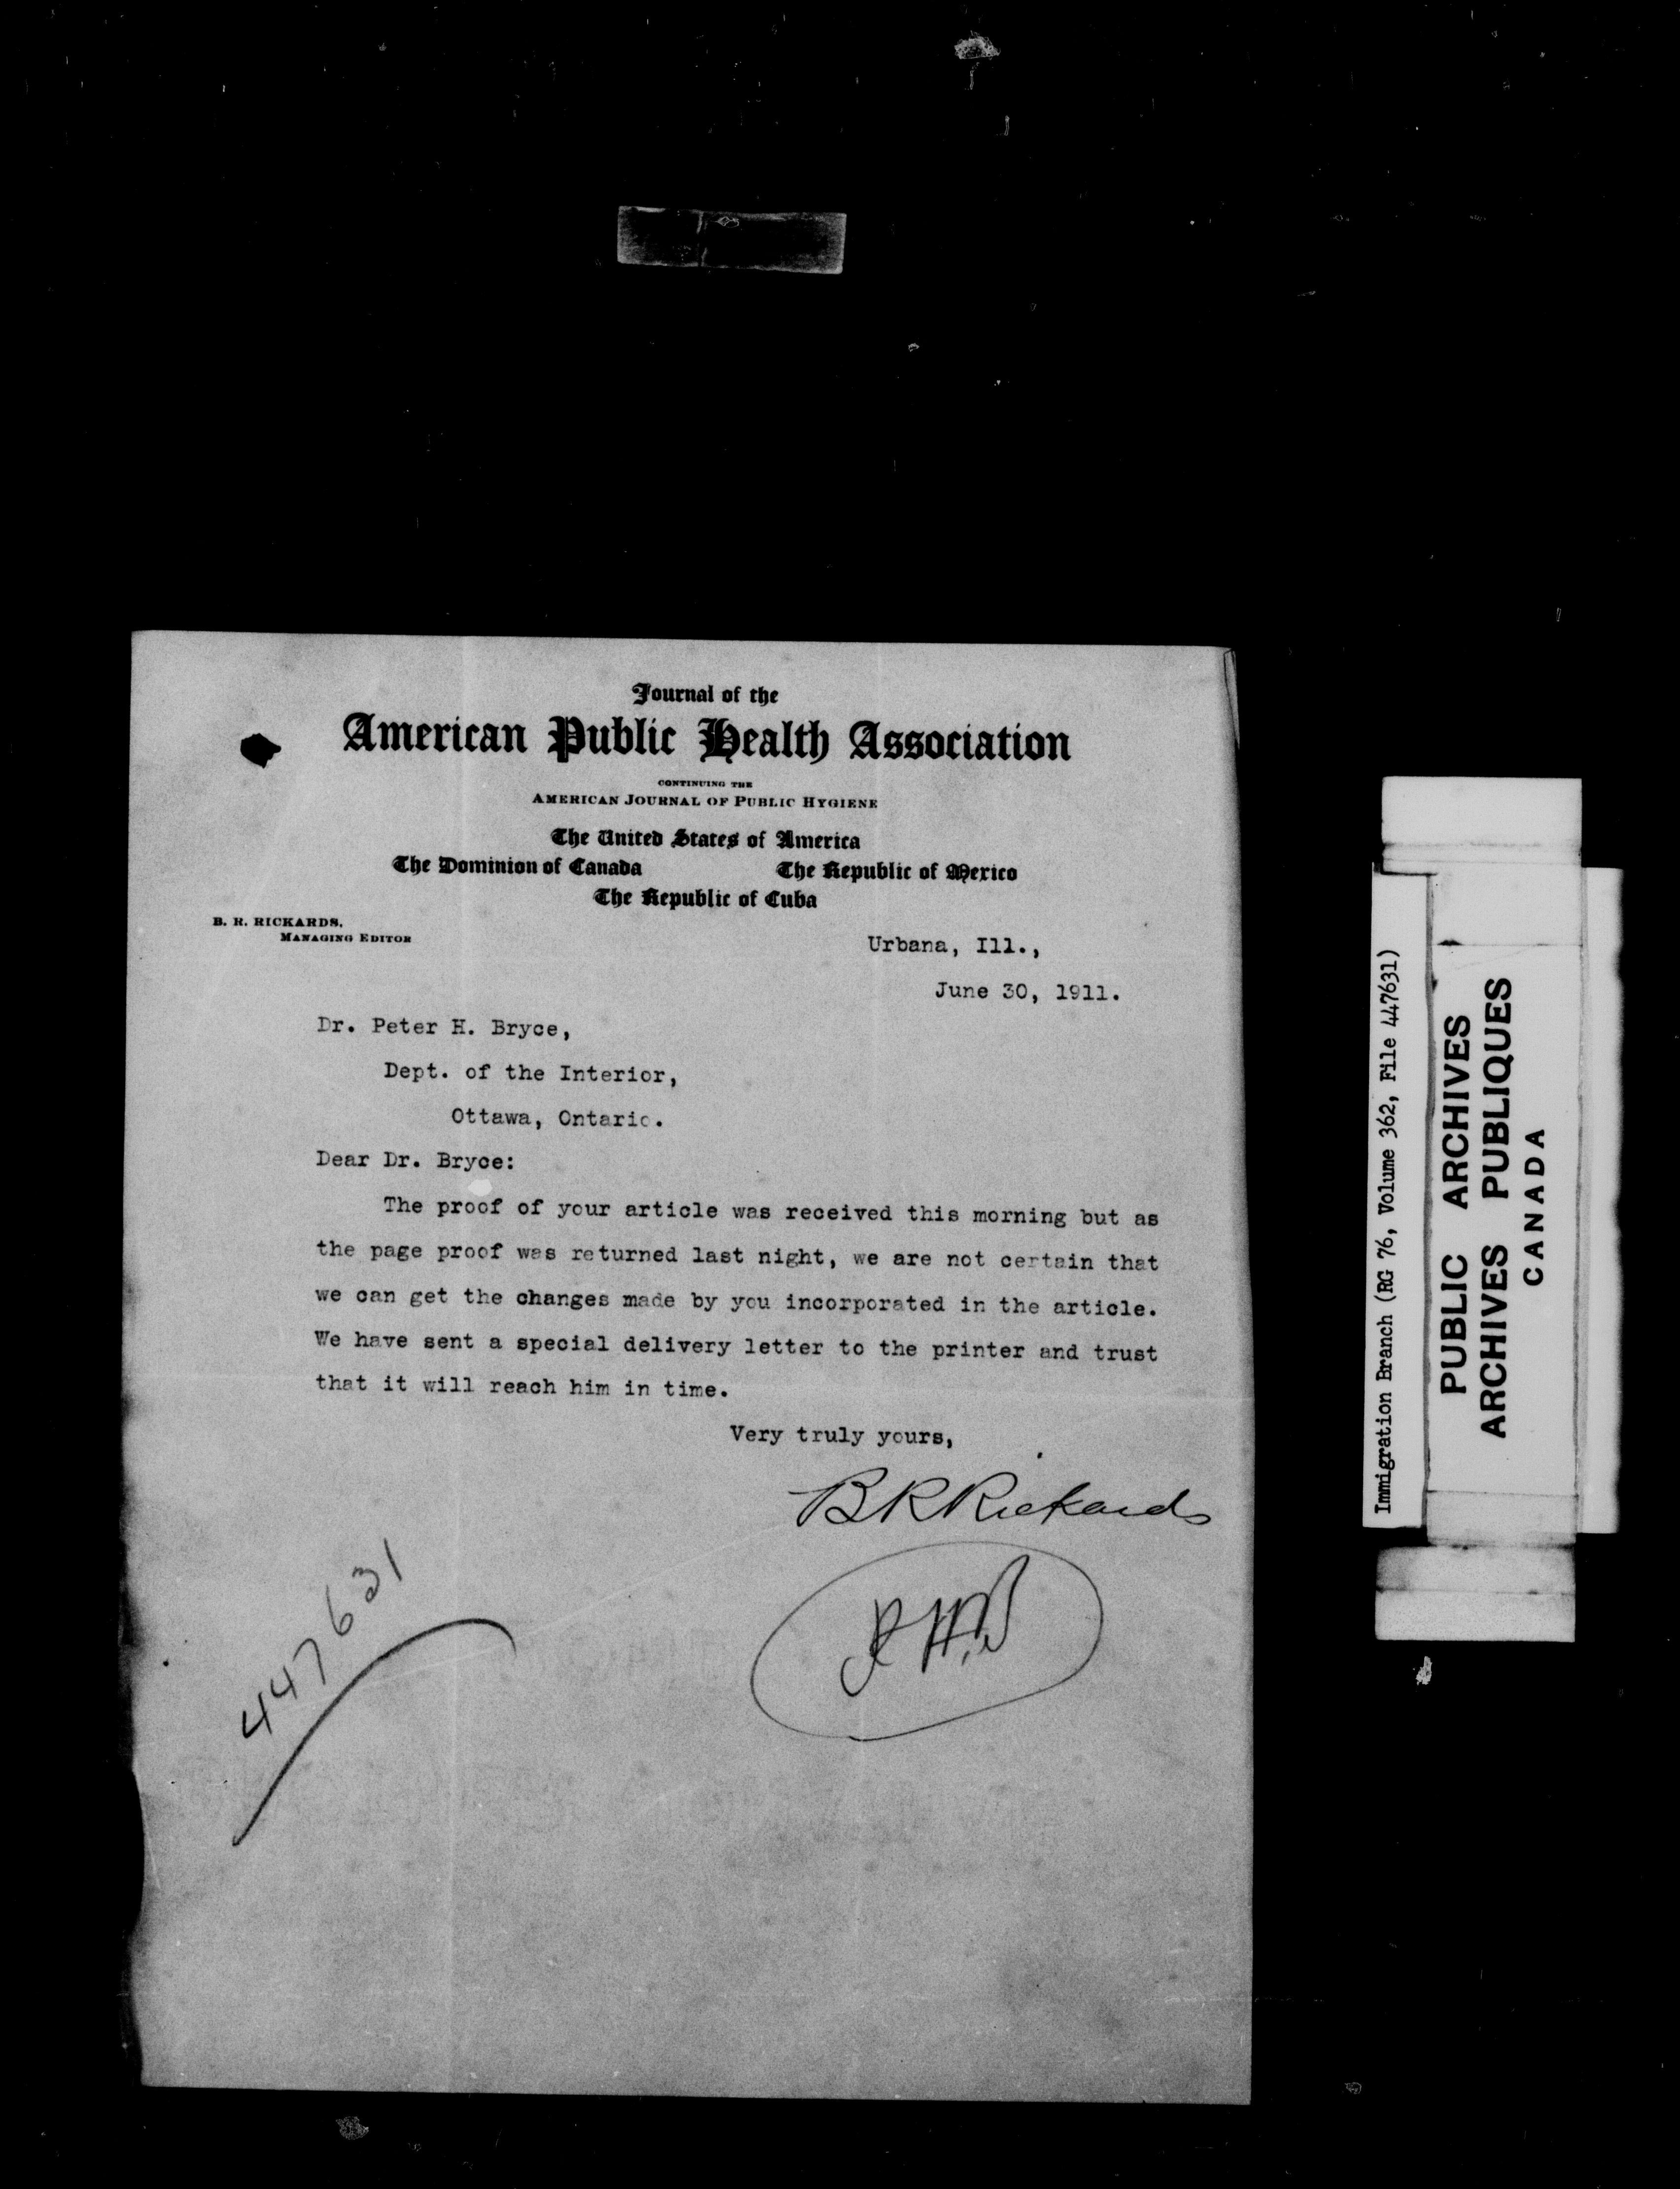 Journal of the
American Public Health Association
CONTINUING THE
AMERICAN JOURNAL OF PUBLIC HYGIENE
The United States of America
The Dominion of Canada The Republic of Mexico
The Republic of Cuba
B. R. RICKARDS,
MANAGING EDITOR
Urbana, Ill.,
June 30, 1911.
Dr. Peter H. Bryce,
Dept. of the Interior,
Ottawa, Ontario.
Dear Dr. Bryce:
The proof of your article was received this morning but as
the page proof was returned last night, we are not certain that
we can get the changes made by you incorporated in the article.
We have sent a special delivery letter to the printer and trust
that it will reach him in time.
Very truly yours,
B R Rickards
P.H.B
447631
Immigration Branch (RG 76, Volume 362, File 447631)
PUBLIC ARCHIVES
ARCHIVES PUBLIQUES
CANADA